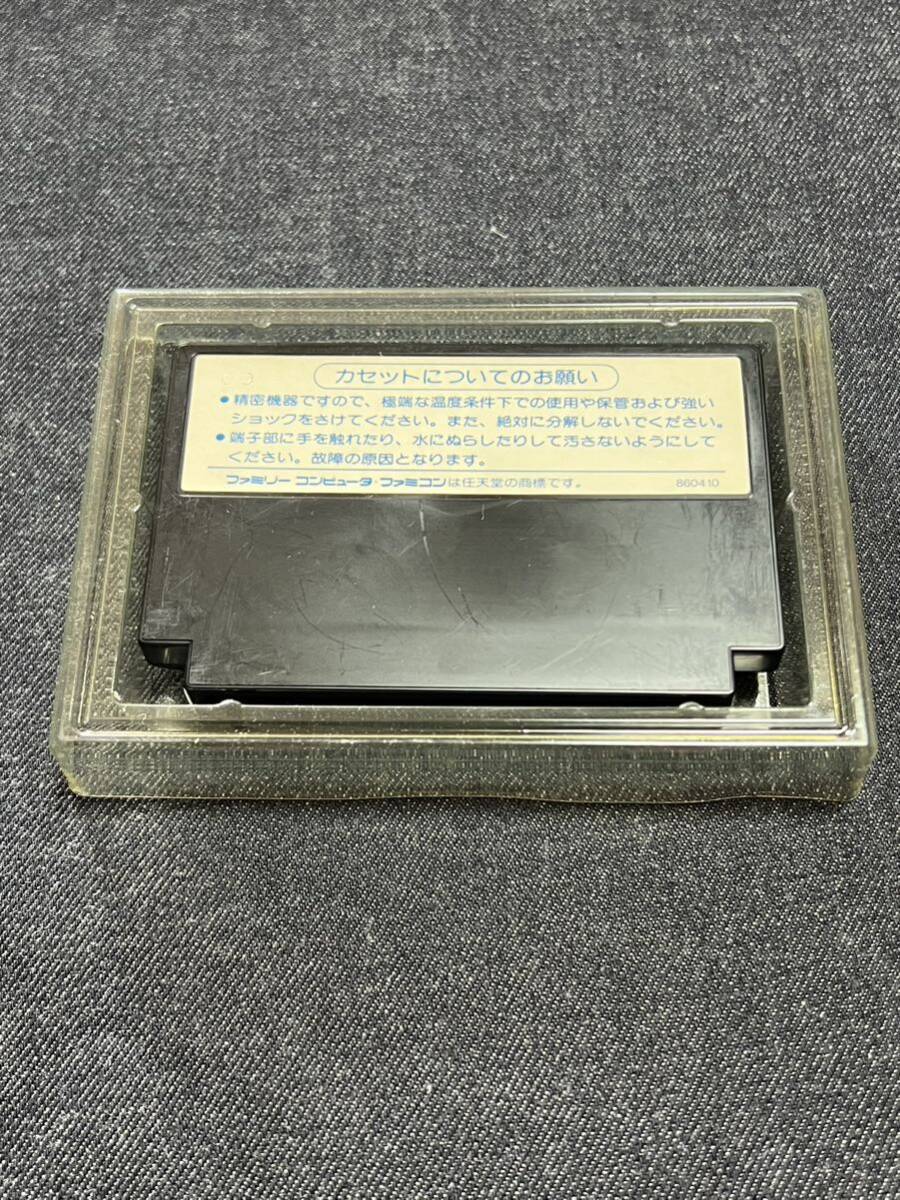 カセットについてのお願い
●精密機器ですので、極端な温度条件下での使用や保管および強い
ショックをさけてください。また、絶対に分解しないでください。
●端子部に手を触れたり、水にぬらしたりして汚さないようにして
ください。故障の原因となります。
ファミリー コンピュータ・ファミコンは任天堂の商標です。 860410